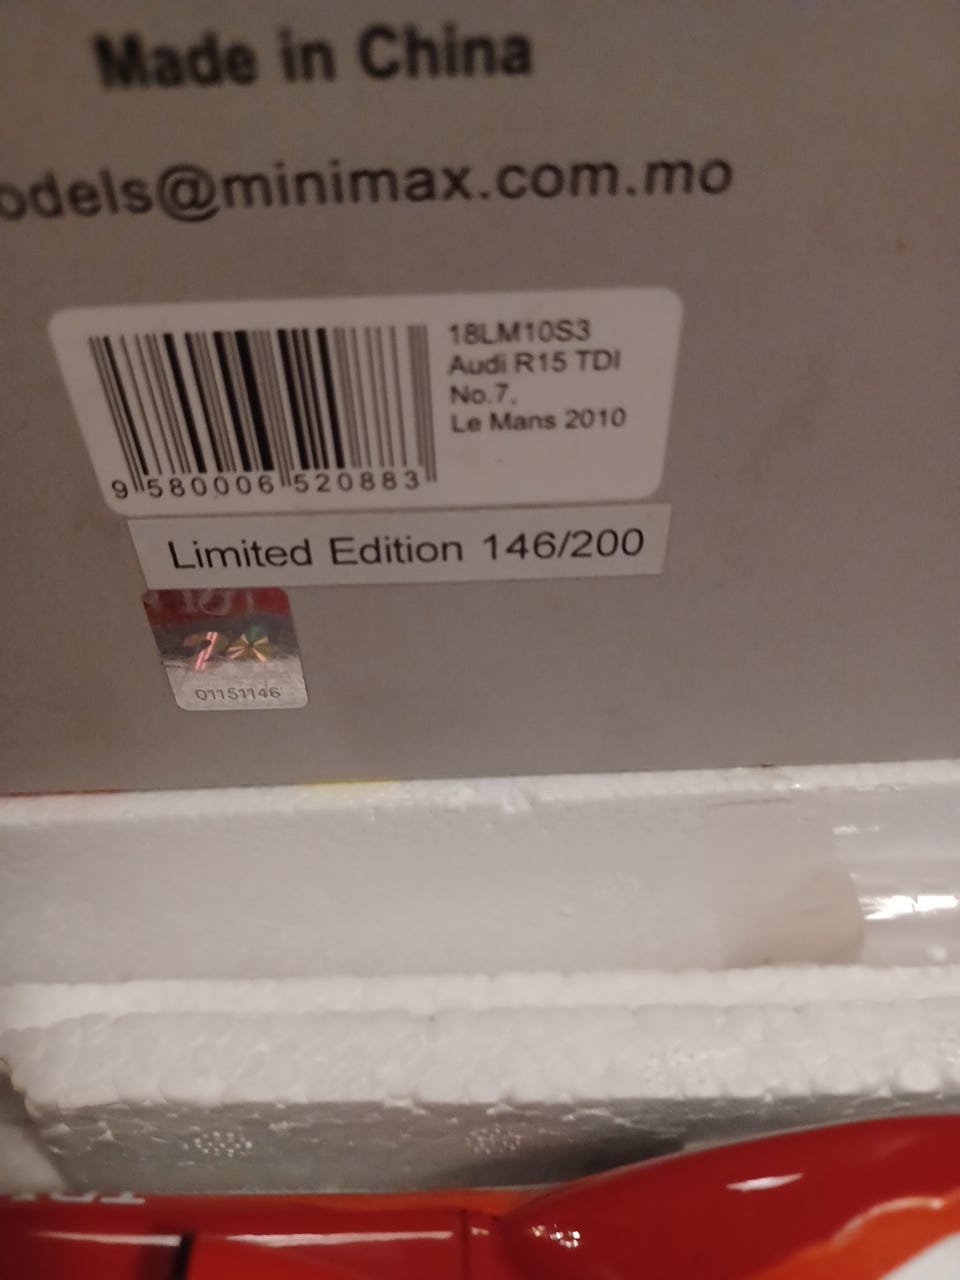 Made in China
odels@minimax.com.mo
18LM10S3
Audi R15 TDI
No.7,
Le Mans 2010
9 580006 520883
Limited Edition 146/200
01151146